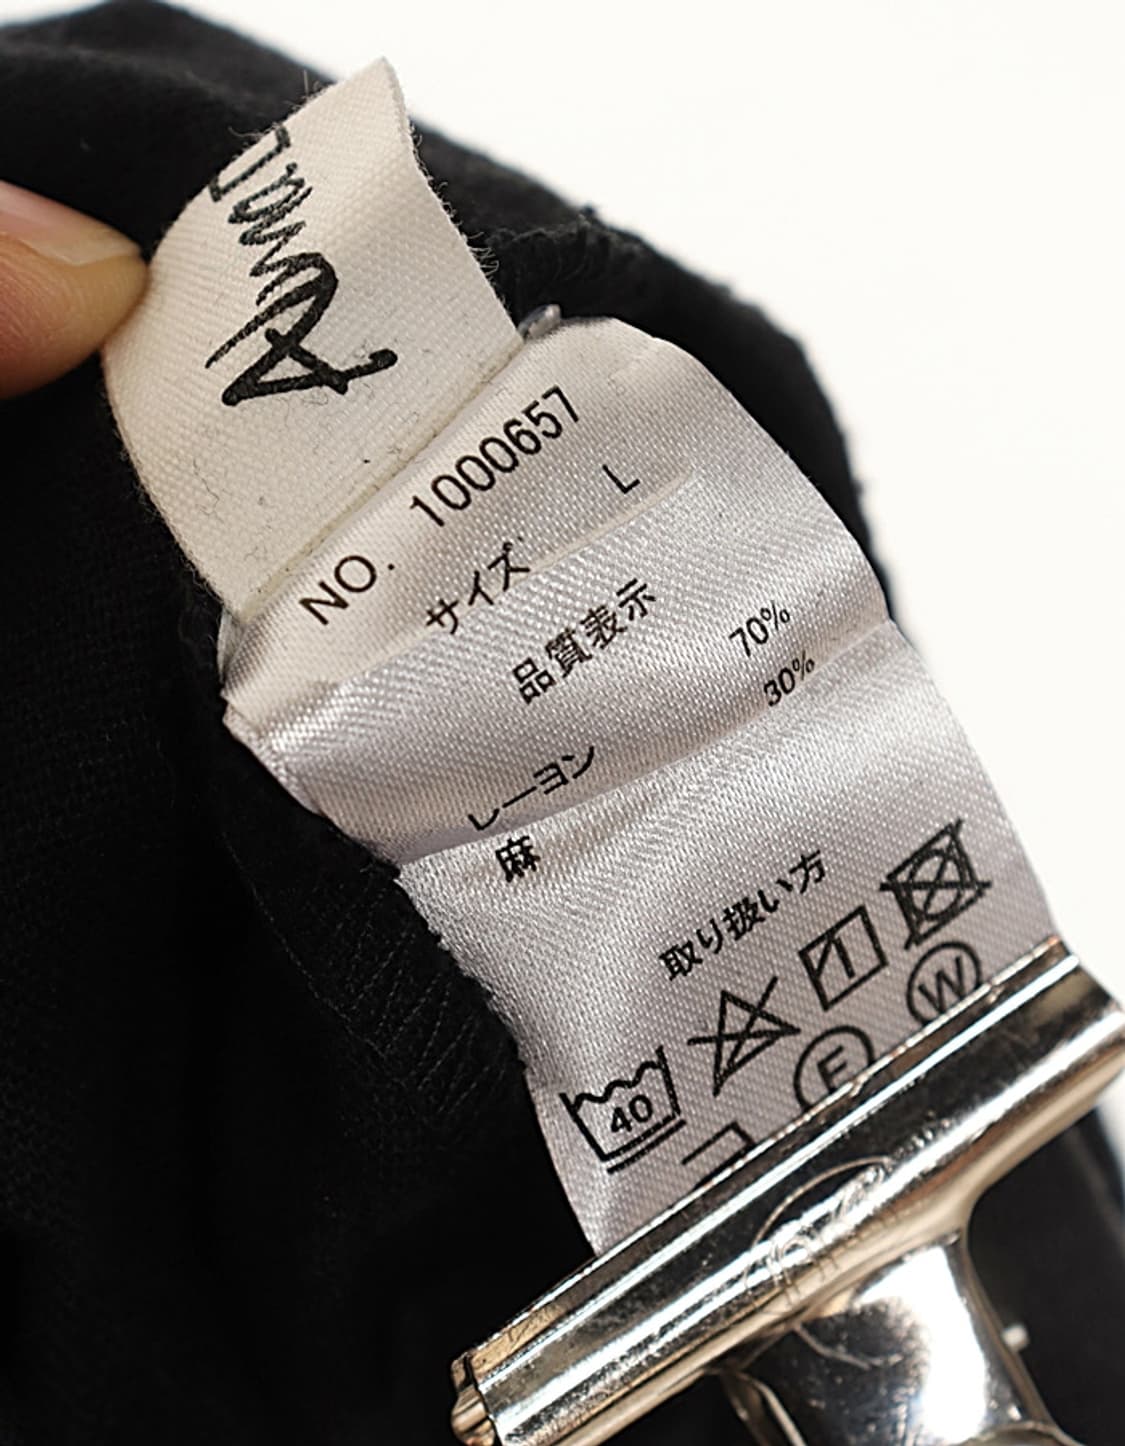 NO. 1000657
サイズ L
品質表示
レーヨン 70%
麻 30%
取り扱い方
40
F W